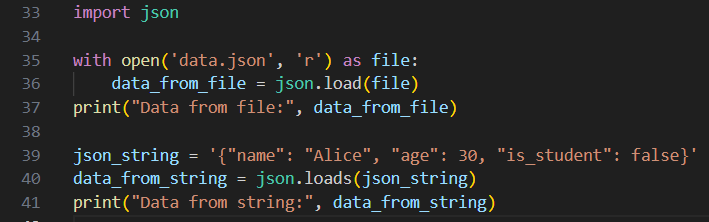 33 import json
34
35 with open('data.json', 'r') as file:
36     data_from_file = json.load(file)
37 print("Data from file:", data_from_file)
38
39 json_string = '{"name": "Alice", "age": 30, "is_student": false}'
40 data_from_string = json.loads(json_string)
41 print("Data from string:", data_from_string)